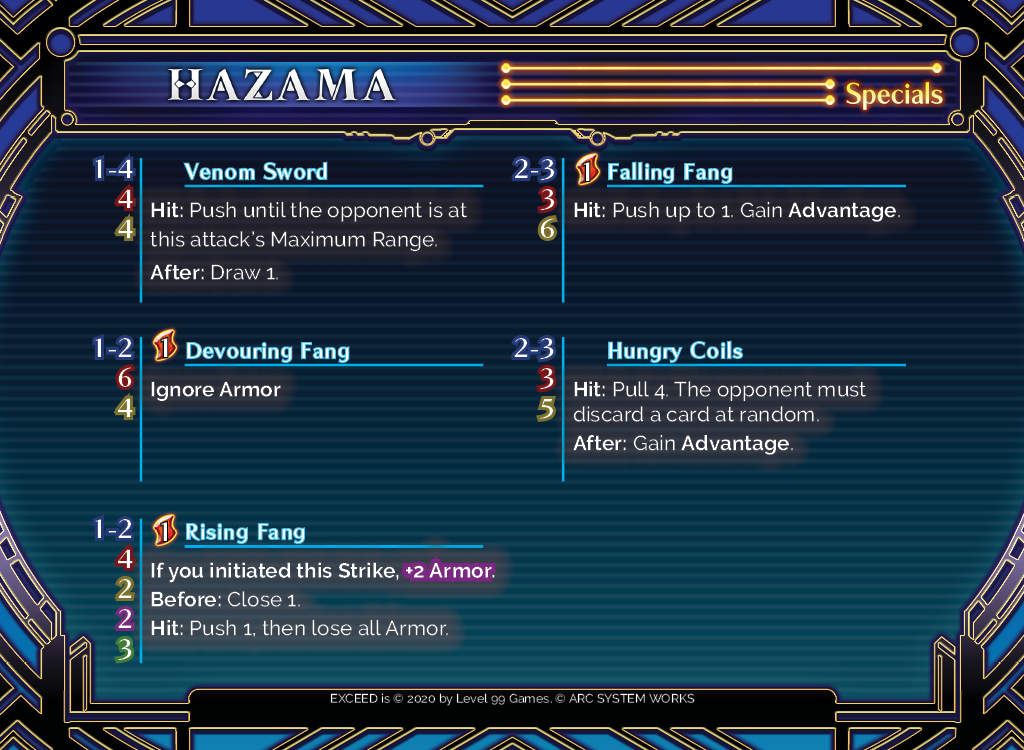 HAZAMA
Specials
1-4
4
4
Venom Sword
Hit: Push until the opponent is at
this attack's Maximum Range.
After: Draw 1.
2-3
3
6
1 Falling Fang
Hit: Push up to 1. Gain Advantage.
1-2
6
4
1 Devouring Fang
Ignore Armor
2-3
3
5
Hungry Coils
Hit: Pull 4. The opponent must
discard a card at random.
After: Gain Advantage.
1-2
4
2
2
3
1 Rising Fang
If you initiated this Strike, +2 Armor.
Before: Close 1.
Hit: Push 1, then lose all Armor.
EXCEED is © 2020 by Level 99 Games. © ARC SYSTEM WORKS